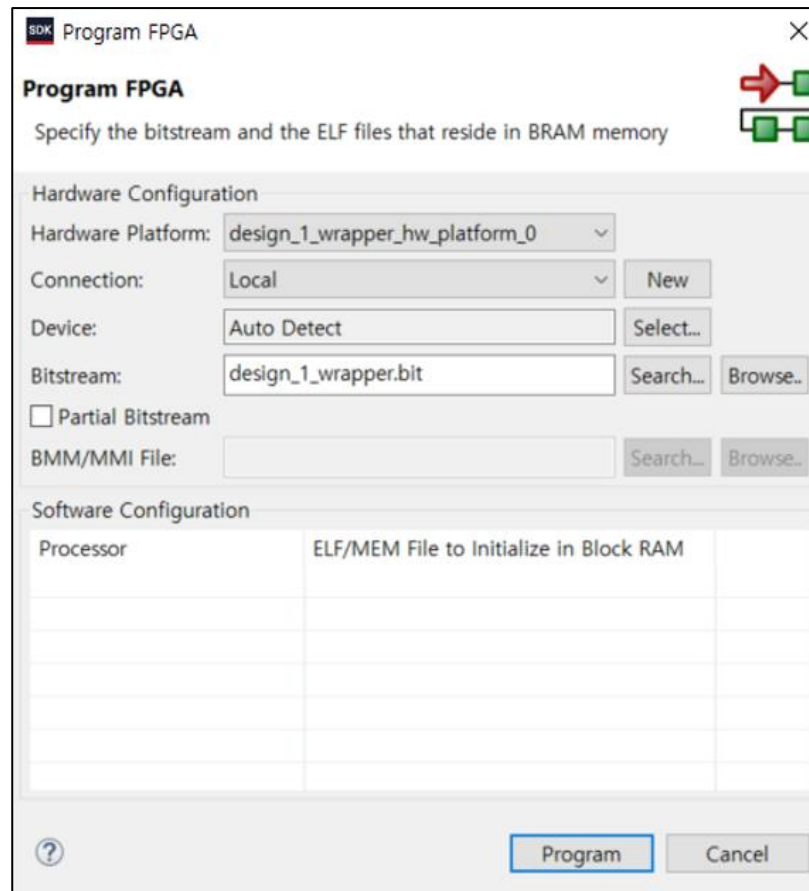 SDK Program FPGA
Program FPGA
Specify the bitstream and the ELF files that reside in BRAM memory
Hardware Configuration
Hardware Platform: design_1_wrapper_hw_platform_0
Connection: Local New
Device: Auto Detect Select...
Bitstream: design_1_wrapper.bit Search... Browse..
Partial Bitstream
BMM/MMI File: Search... Browse..
Software Configuration
Processor ELF/MEM File to Initialize in Block RAM
? Program Cancel